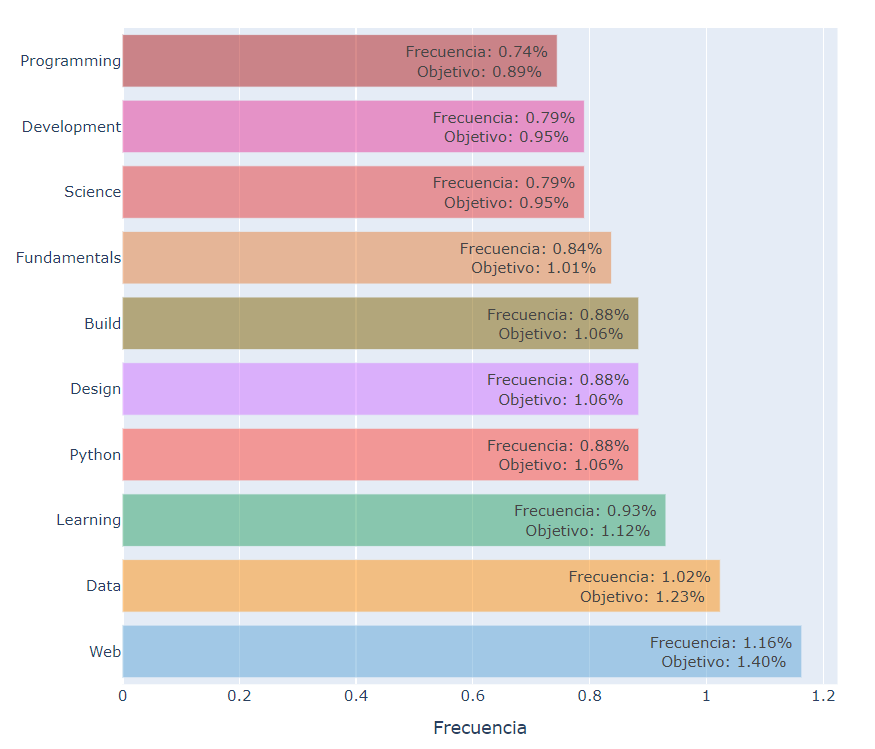 Programming
Frecuencia: 0.74%
Objetivo: 0.89%
Development
Frecuencia: 0.79%
Objetivo: 0.95%
Science
Frecuencia: 0.79%
Objetivo: 0.95%
Fundamentals
Frecuencia: 0.84%
Objetivo: 1.01%
Build
Frecuencia: 0.88%
Objetivo: 1.06%
Design
Frecuencia: 0.88%
Objetivo: 1.06%
Python
Frecuencia: 0.88%
Objetivo: 1.06%
Learning
Frecuencia: 0.93%
Objetivo: 1.12%
Data
Frecuencia: 1.02%
Objetivo: 1.23%
Web
Frecuencia: 1.16%
Objetivo: 1.40%
0 0.2 0.4 0.6 0.8 1 1.2
Frecuencia